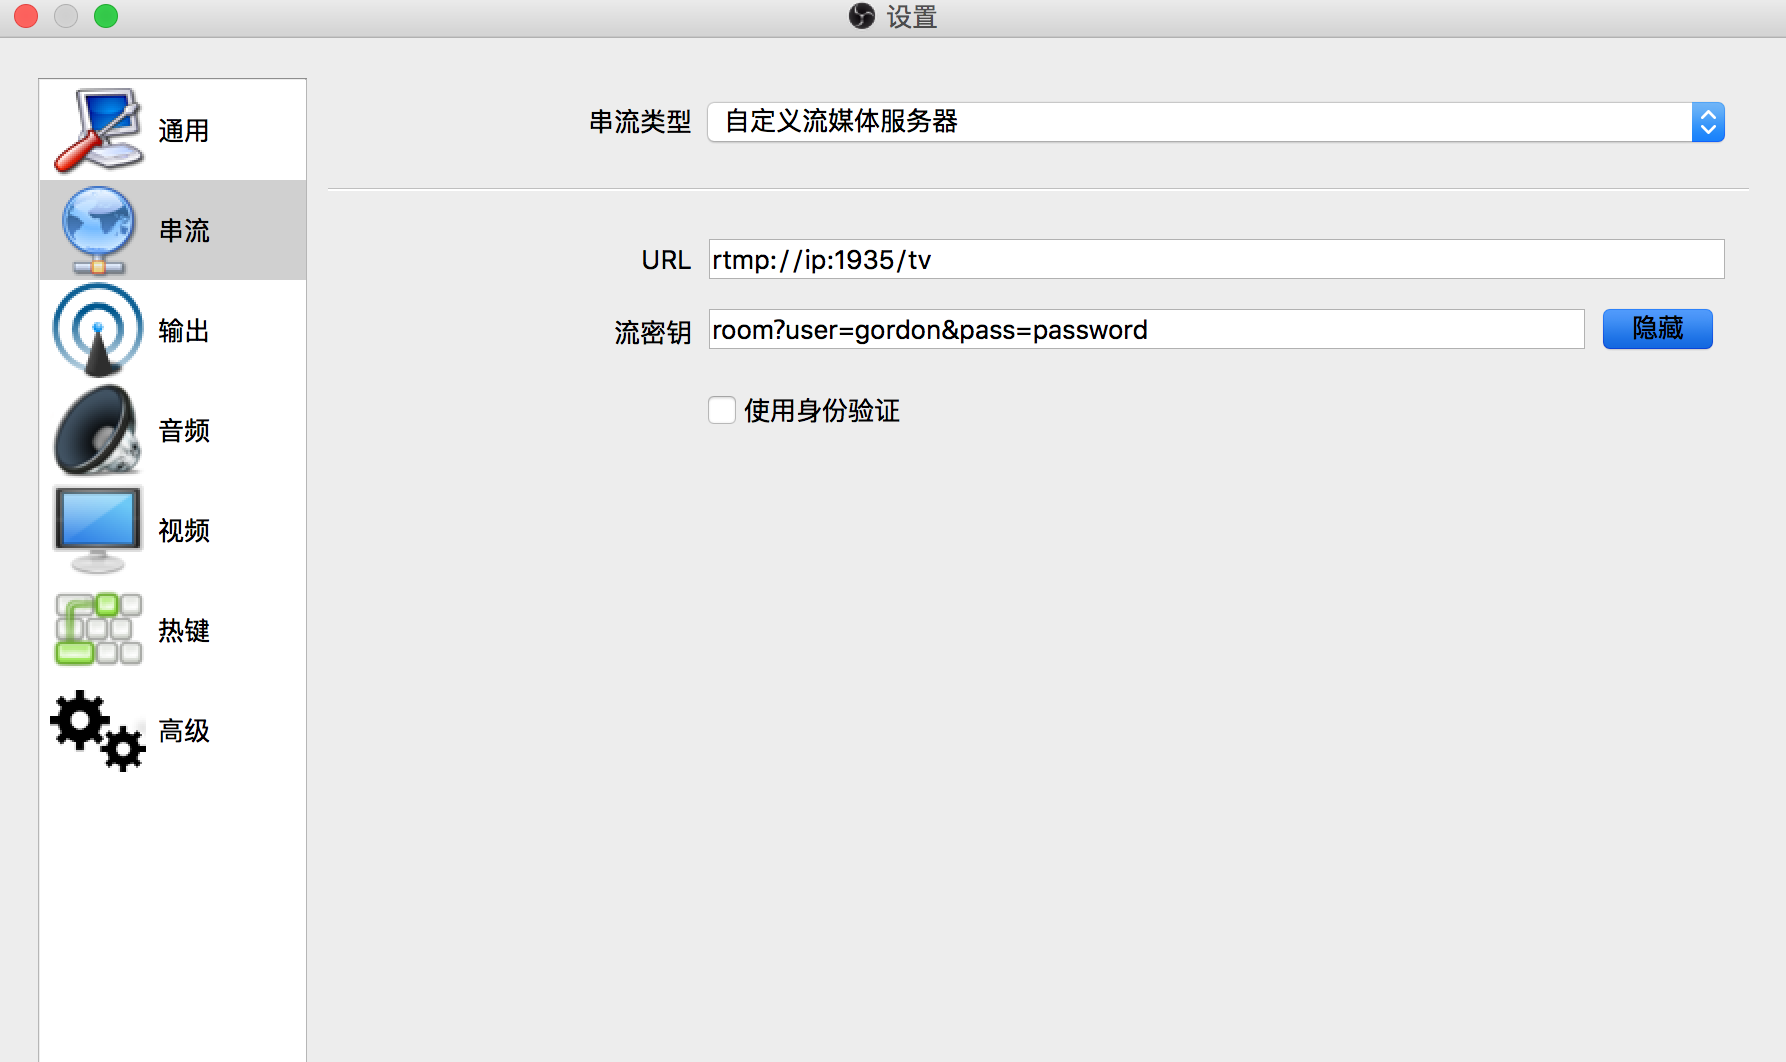 设置
通用
串流
输出
音频
视频
热键
高级
串流类型 自定义流媒体服务器
URL rtmp://ip:1935/tv
流密钥 room?user=gordon&pass=password 隐藏
使用身份验证